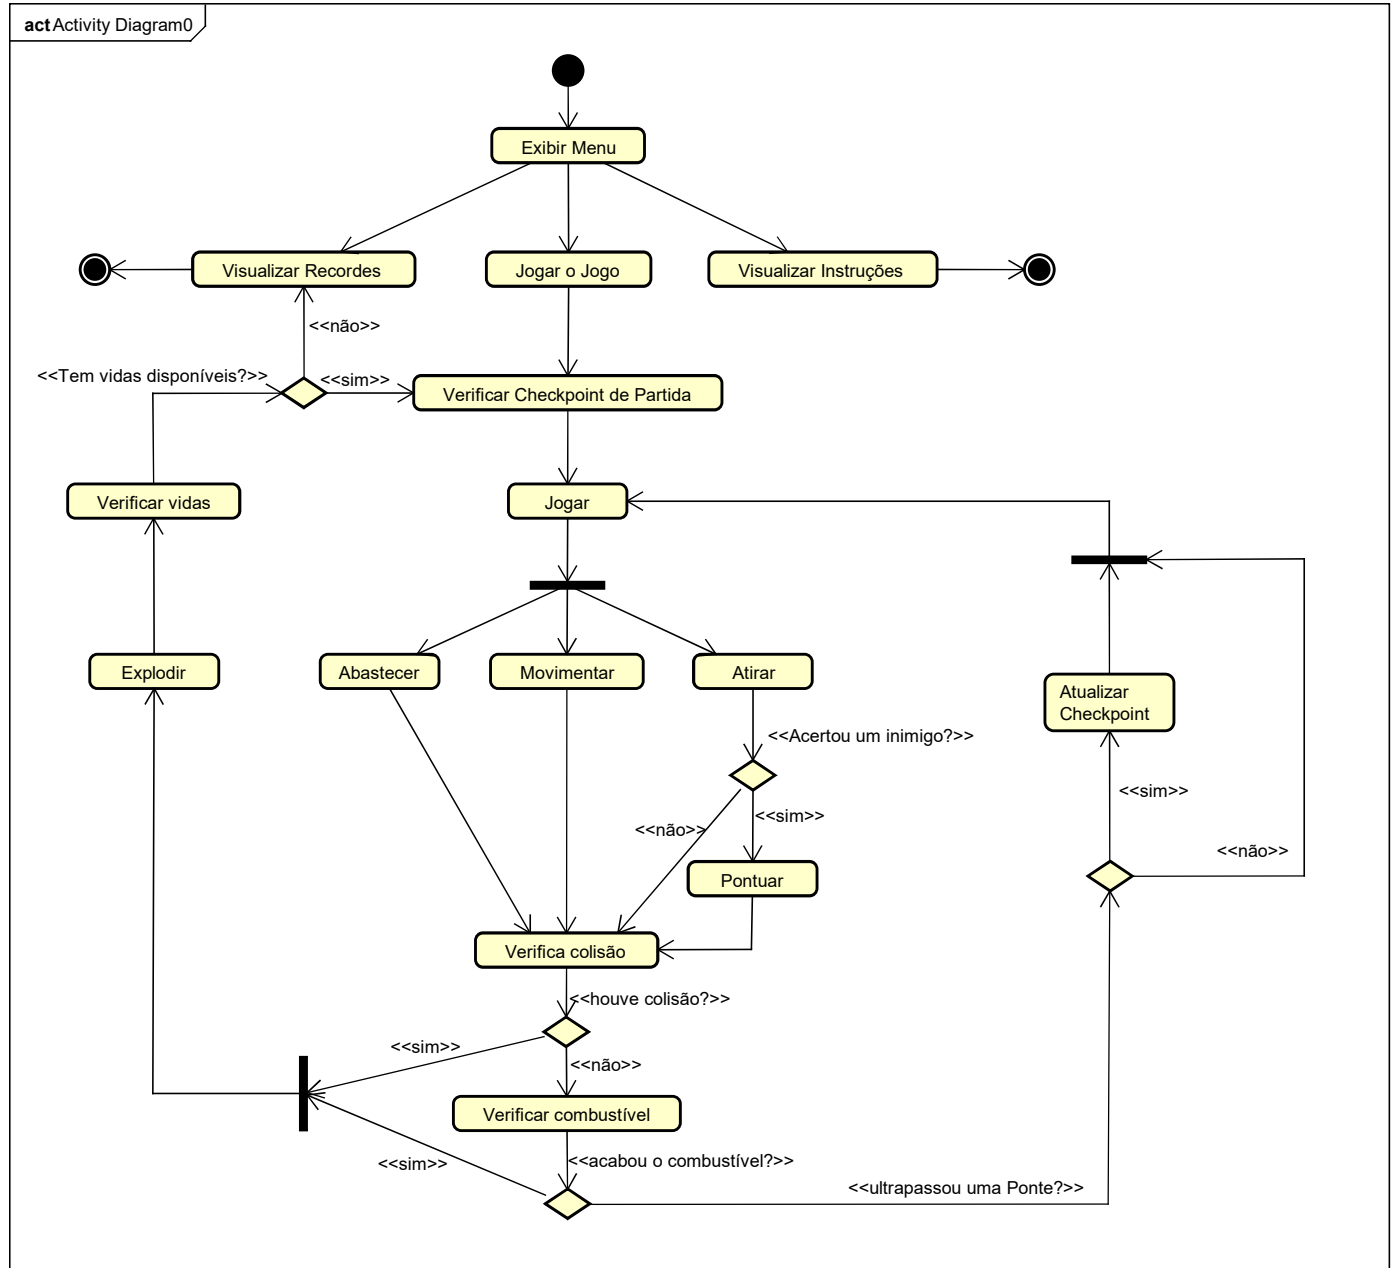 act Activity Diagram0
Exibir Menu
Visualizar Recordes
Jogar o Jogo
Visualizar Instruções
<<não>>
<<Tem vidas disponíveis?>>
<<sim>>
Verificar Checkpoint de Partida
Verificar vidas
Jogar
Explodir
Abastecer
Movimentar
Atirar
Atualizar
Checkpoint
<<Acertou um inimigo?>>
<<sim>>
<<sim>>
<<não>>
<<não>>
Pontuar
Verifica colisão
<<houve colisão?>>
<<sim>>
<<não>>
Verificar combustível
<<sim>>
<<acabou o combustível?>>
<<ultrapassou uma Ponte?>>